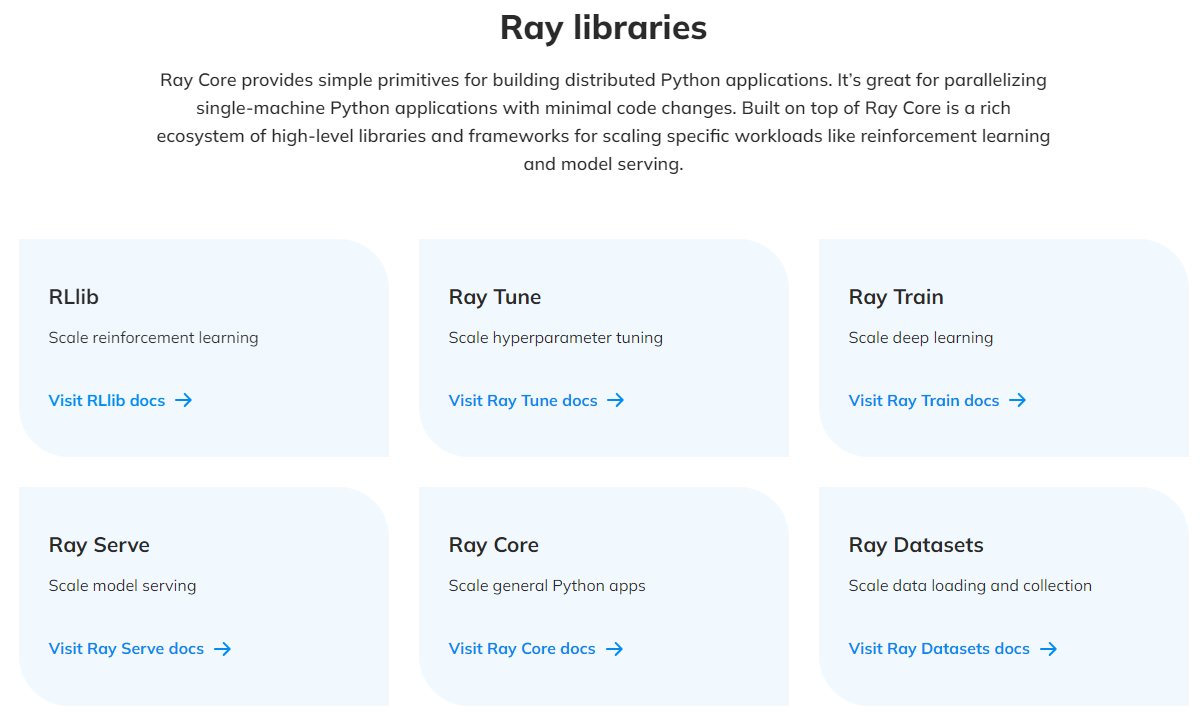 Ray libraries
Ray Core provides simple primitives for building distributed Python applications. It’s great for parallelizing
single-machine Python applications with minimal code changes. Built on top of Ray Core is a rich
ecosystem of high-level libraries and frameworks for scaling specific workloads like reinforcement learning
and model serving.
RLlib
Scale reinforcement learning
Visit RLlib docs
Ray Tune
Scale hyperparameter tuning
Visit Ray Tune docs
Ray Train
Scale deep learning
Visit Ray Train docs
Ray Serve
Scale model serving
Visit Ray Serve docs
Ray Core
Scale general Python apps
Visit Ray Core docs
Ray Datasets
Scale data loading and collection
Visit Ray Datasets docs